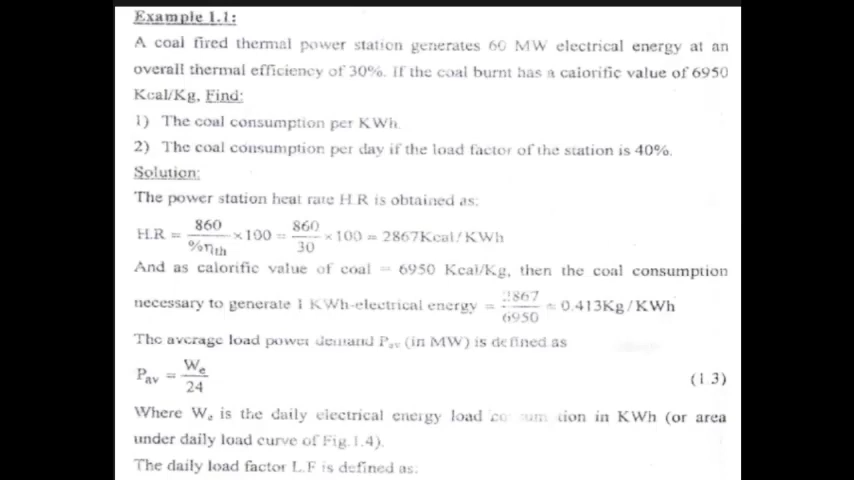 Example 1.1:
A coal fired thermal power station generates 60 MW electrical energy at an
overall thermal efficiency of 30%. If the coal burnt has a calorific value of 6950
Kcal/Kg, Find:
1) The coal consumption per KWh.
2) The coal consumption per day if the load factor of the station is 40%.
Solution:
The power station heat rate H.R is obtained as:
H.R = 860/%η_th × 100 = 860/30 × 100 = 2867Kcal/KWh
And as calorific value of coal = 6950 Kcal/Kg, then the coal consumption
necessary to generate 1 KWh-electrical energy = 2867/6950 = 0.413Kg/KWh
The average load power demand P_av (in MW) is defined as
P_av = W_e/24 (1.3)
Where W_e is the daily electrical energy load in KWh (or area
under daily load curve of Fig.1.4).
The daily load factor L.F is defined as: